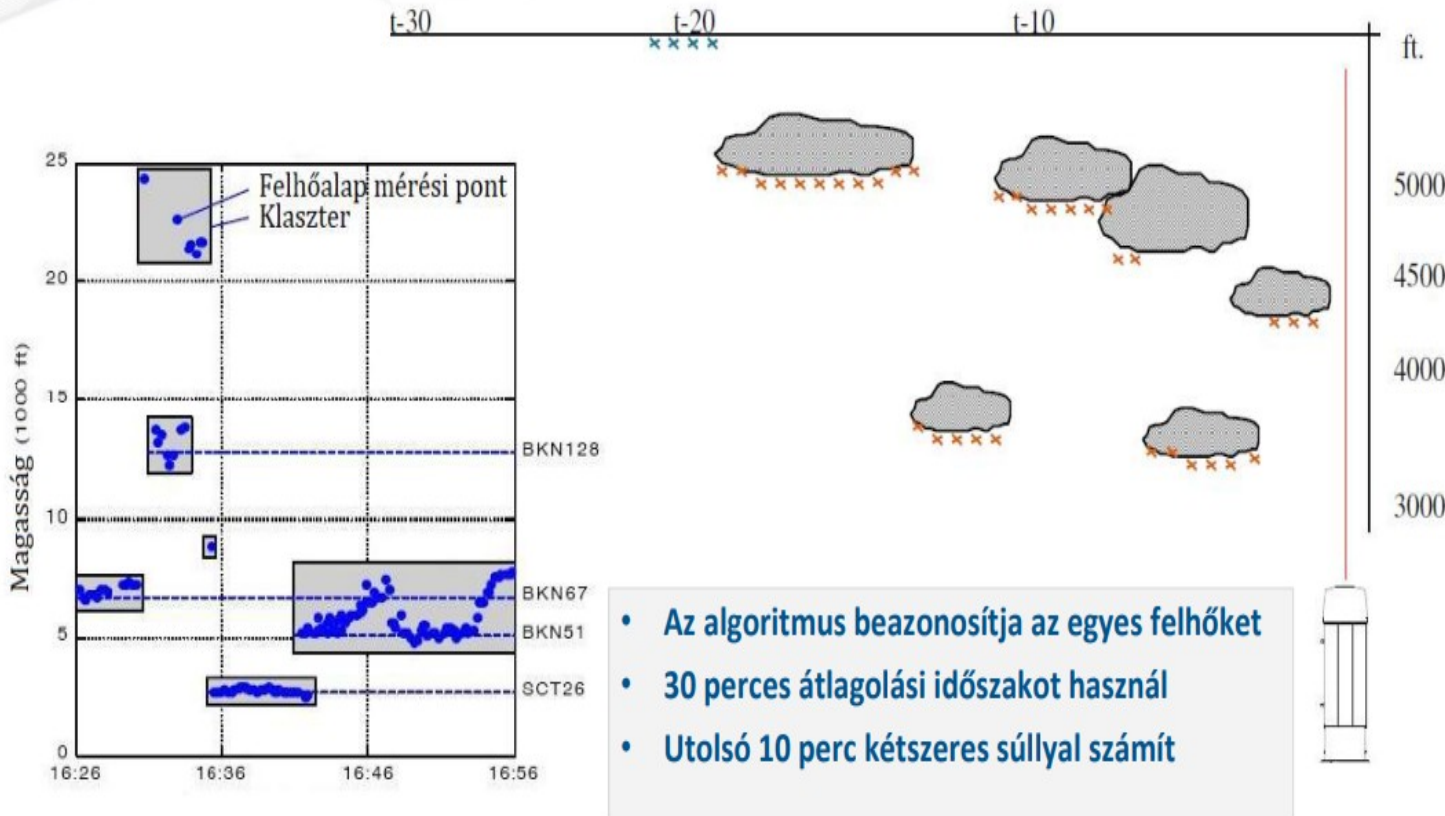 t-30
t-20
t-10
ft.
5000
4500
4000
3000
Magasság (1000 ft)
25
20
15
10
5
0
Felhőalap mérési pont
Klaszter
BKN128
BKN67
BKN51
SCT26
16:26
16:36
16:46
16:56
• Az algoritmus beazonosítja az egyes felhőket
• 30 perces átlagolási időszakot használ
• Utolsó 10 perc kétszeres súllyal számít